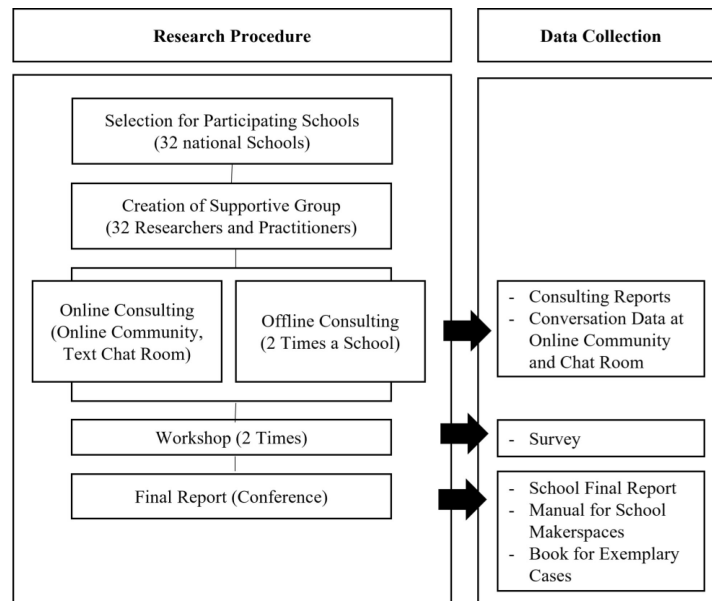 Research Procedure
Data Collection
Selection for Participating Schools
(32 national Schools)
Creation of Supportive Group
(32 Researchers and Practitioners)
Online Consulting
(Online Community,
Text Chat Room)
Offline Consulting
(2 Times a School)
- Consulting Reports
- Conversation Data at
Online Community
and Chat Room
Workshop (2 Times)
- Survey
Final Report (Conference)
- School Final Report
- Manual for School
Makerspaces
- Book for Exemplary
Cases